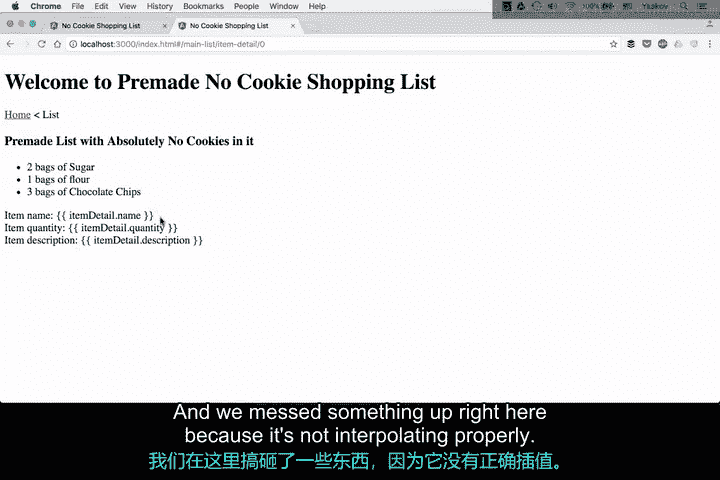 Chrome File Edit View History Bookmarks People Window Help 100% Yaakov
No Cookie Shopping List × No Cookie Shopping List ×
localhost:3000/index.html#/main-list/item-detail/0
Welcome to Premade No Cookie Shopping List
Home < List
Premade List with Absolutely No Cookies in it
• 2 bags of Sugar
• 1 bags of flour
• 3 bags of Chocolate Chips
Item name: {{ itemDetail.name }}
Item quantity: {{ itemDetail.quantity }}
Item description: {{ itemDetail.description }}
And we messed something up right here
because it's not interpolating properly.
我们在这里搞砸了一些东西，因为它没有正确插值。